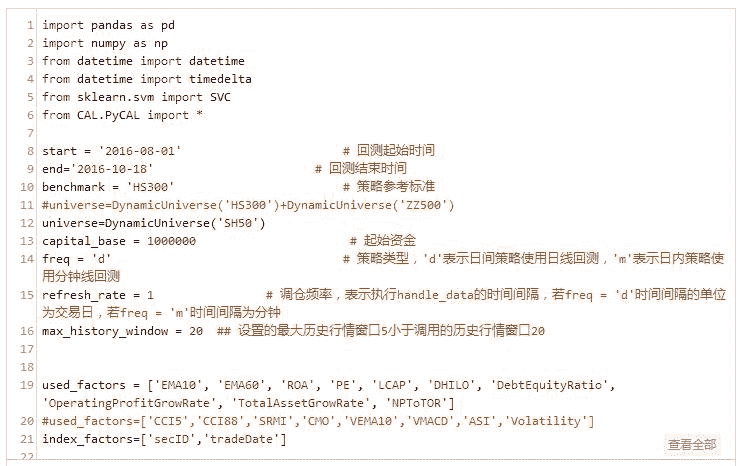 1 import pandas as pd
2 import numpy as np
3 from datetime import datetime
4 from datetime import timedelta
5 from sklearn.svm import SVC
6 from CAL.PyCAL import *
7
8 start = '2016-08-01' # 回测起始时间
9 end='2016-10-18' # 回测结束时间
10 benchmark = 'HS300' # 策略参考标准
11 #universe=DynamicUniverse('HS300')+DynamicUniverse('ZZ500')
12 universe=DynamicUniverse('SH50')
13 capital_base = 1000000 # 起始资金
14 freq = 'd' # 策略类型，'d'表示日间策略使用日线回测，'m'表示日内策略使
用分钟线回测
15 refresh_rate = 1 # 调仓频率，表示执行handle_data的时间间隔，若freq = 'd'时间间隔的单位
为交易日，若freq = 'm'时间间隔为分钟
16 max_history_window = 20 ## 设置的最大历史行情窗口5小于调用的历史行情窗口20
17
18
19 used_factors = ['EMA10', 'EMA60', 'ROA', 'PE', 'LCAP', 'DHILO', 'DebtEquityRatio',
'OperatingProfitGrowRate', 'TotalAssetGrowRate', 'NPToTOR']
20 #used_factors=['CCI5','CCI88','SRMI','CMO','VEMA10','VMACD','ASI','Volatility']
21 index_factors=['secID','tradeDate']
查看全部
22